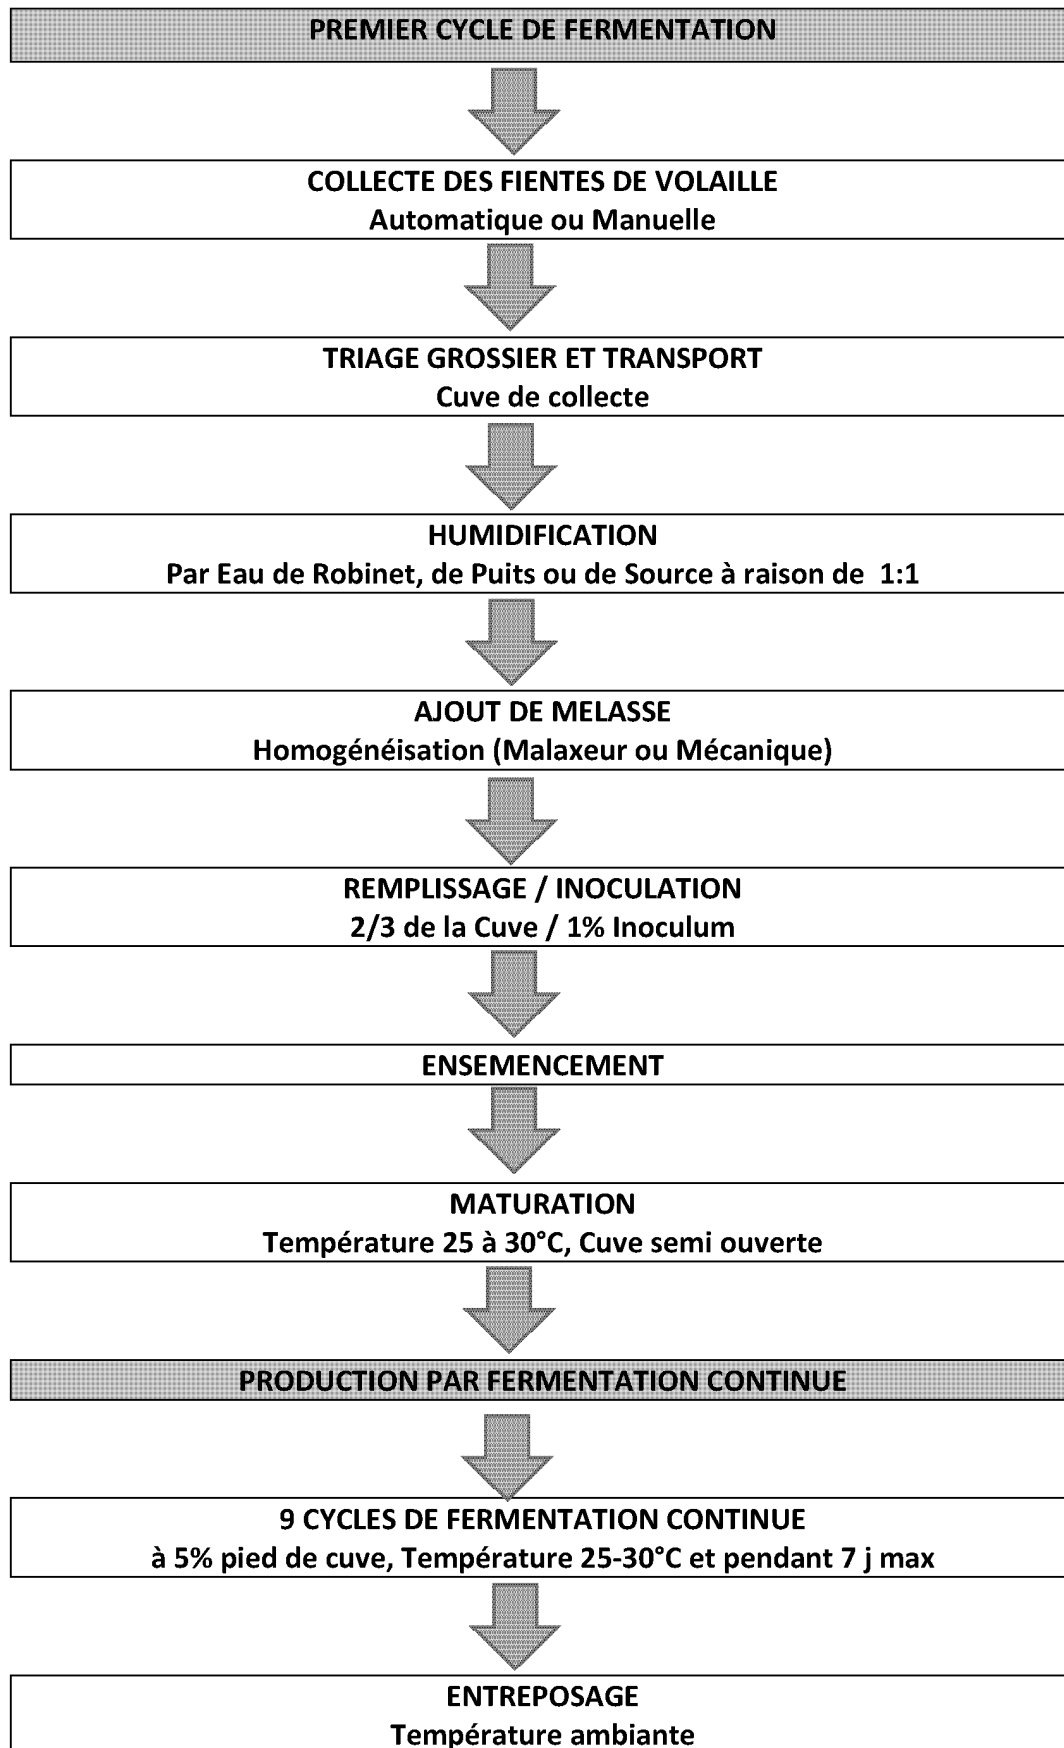 PREMIER CYCLE DE FERMENTATION
COLLECTE DES FIENTES DE VOLAILLE
Automatique ou Manuelle
TRIAGE GROSSIER ET TRANSPORT
Cuve de collecte
HUMIDIFICATION
Par Eau de Robinet, de Puits ou de Source à raison de 1:1
AJOUT DE MELASSE
Homogénéisation (Malaxeur ou Mécanique)
REMPLISSAGE / INOCULATION
2/3 de la Cuve / 1% Inoculum
ENSEMENCEMENT
MATURATION
Température 25 à 30°C, Cuve semi ouverte
PRODUCTION PAR FERMENTATION CONTINUE
9 CYCLES DE FERMENTATION CONTINUE
à 5% pied de cuve, Température 25-30°C et pendant 7 j max
ENTREPOSAGE
Température ambiante